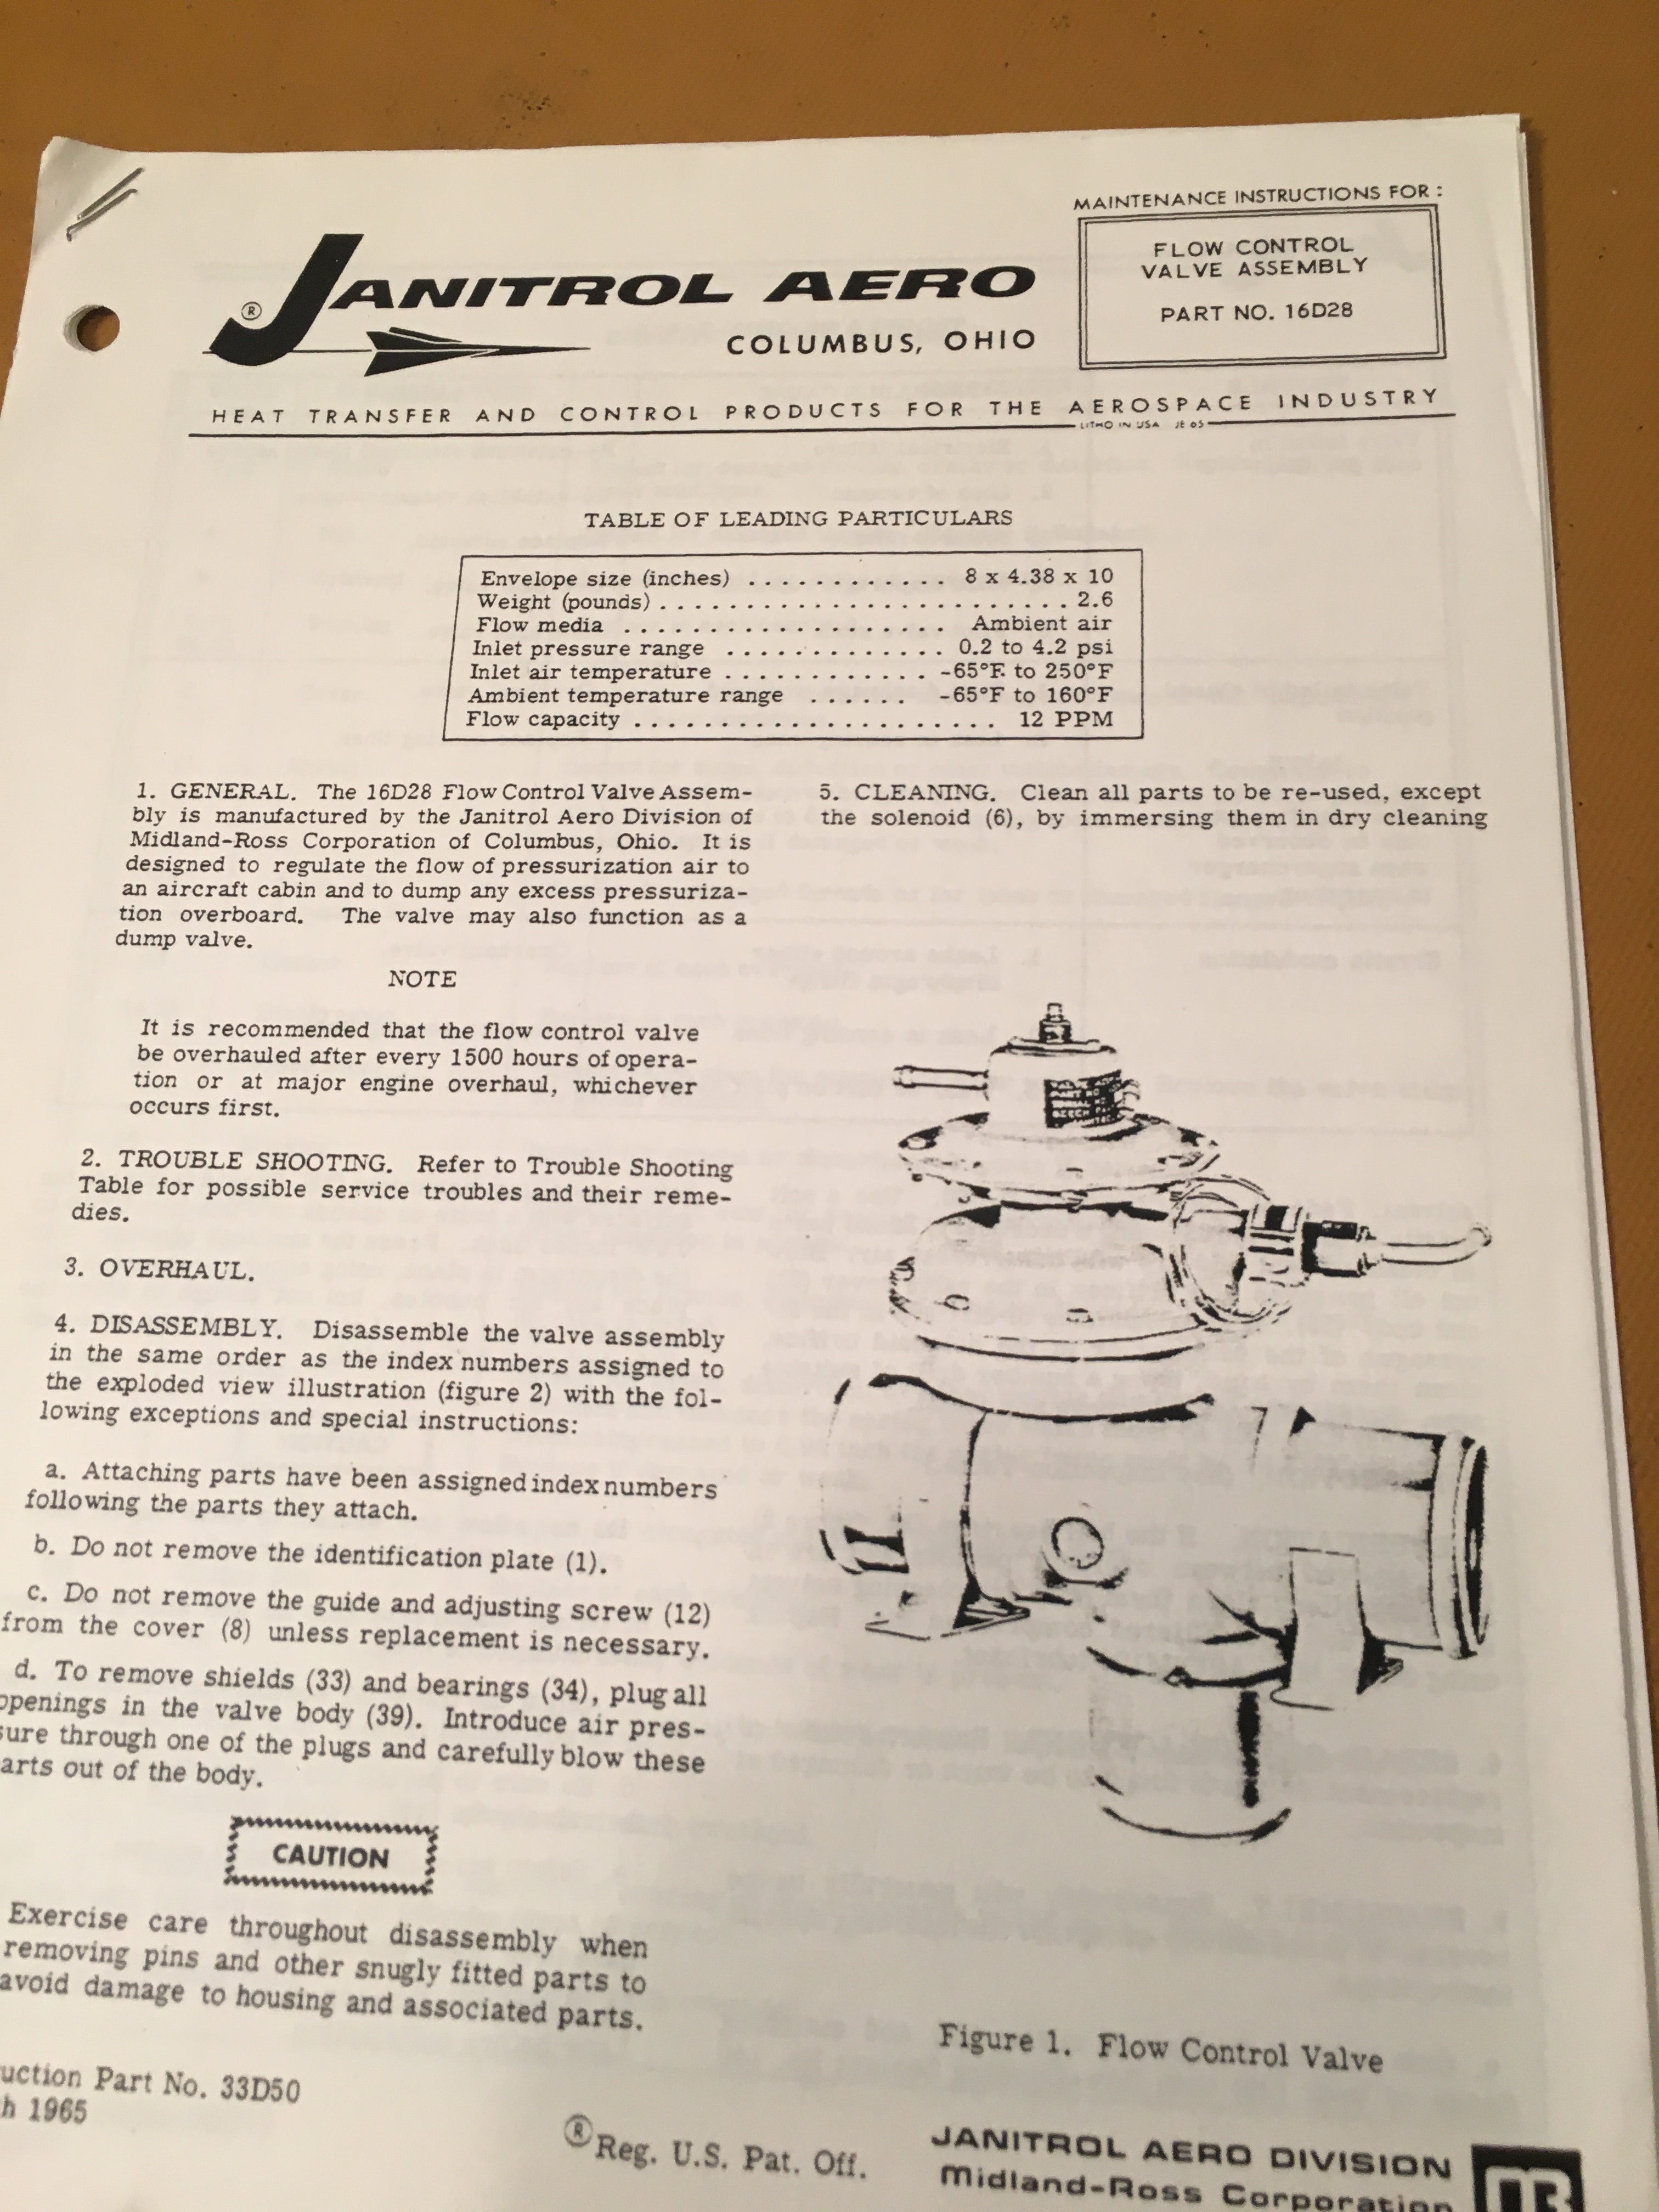 MAINTENANCE INSTRUCTIONS FOR :
FLOW CONTROL
VALVE ASSEMBLY
PART NO. 16D28
® JANITROL AERO
COLUMBUS, OHIO
HEAT TRANSFER AND CONTROL PRODUCTS FOR THE AEROSPACE INDUSTRY
LITHO IN USA JE 65
TABLE OF LEADING PARTICULARS
Envelope size (inches) . . . . . . . . . . . . 8 x 4.38 x 10
Weight (pounds) . . . . . . . . . . . . . . . . . . . . . . . . 2.6
Flow media . . . . . . . . . . . . . . . . . . . Ambient air
Inlet pressure range . . . . . . . . . . . . . 0.2 to 4.2 psi
Inlet air temperature . . . . . . . . . . . . -65°F to 250°F
Ambient temperature range . . . . . . -65°F to 160°F
Flow capacity . . . . . . . . . . . . . . . . . . . . . 12 PPM
1. GENERAL. The 16D28 Flow Control Valve Assem-
bly is manufactured by the Janitrol Aero Division of
Midland-Ross Corporation of Columbus, Ohio. It is
designed to regulate the flow of pressurization air to
an aircraft cabin and to dump any excess pressuriza-
tion overboard. The valve may also function as a
dump valve.
NOTE
It is recommended that the flow control valve
be overhauled after every 1500 hours of opera-
tion or at major engine overhaul, whichever
occurs first.
2. TROUBLE SHOOTING. Refer to Trouble Shooting
Table for possible service troubles and their reme-
dies.
3. OVERHAUL.
4. DISASSEMBLY. Disassemble the valve assembly
in the same order as the index numbers assigned to
the exploded view illustration (figure 2) with the fol-
lowing exceptions and special instructions:
a. Attaching parts have been assigned index numbers
following the parts they attach.
b. Do not remove the identification plate (1).
c. Do not remove the guide and adjusting screw (12)
from the cover (8) unless replacement is necessary.
d. To remove shields (33) and bearings (34), plug all
openings in the valve body (39). Introduce air pres-
sure through one of the plugs and carefully blow these
arts out of the body.
CAUTION
Exercise care throughout disassembly when
removing pins and other snugly fitted parts to
avoid damage to housing and associated parts.
uction Part No. 33D50
h 1965
5. CLEANING. Clean all parts to be re-used, except
the solenoid (6), by immersing them in dry cleaning
Figure 1. Flow Control Valve
® Reg. U.S. Pat. Off.
JANITROL AERO DIVISION
Midland-Ross Corporation